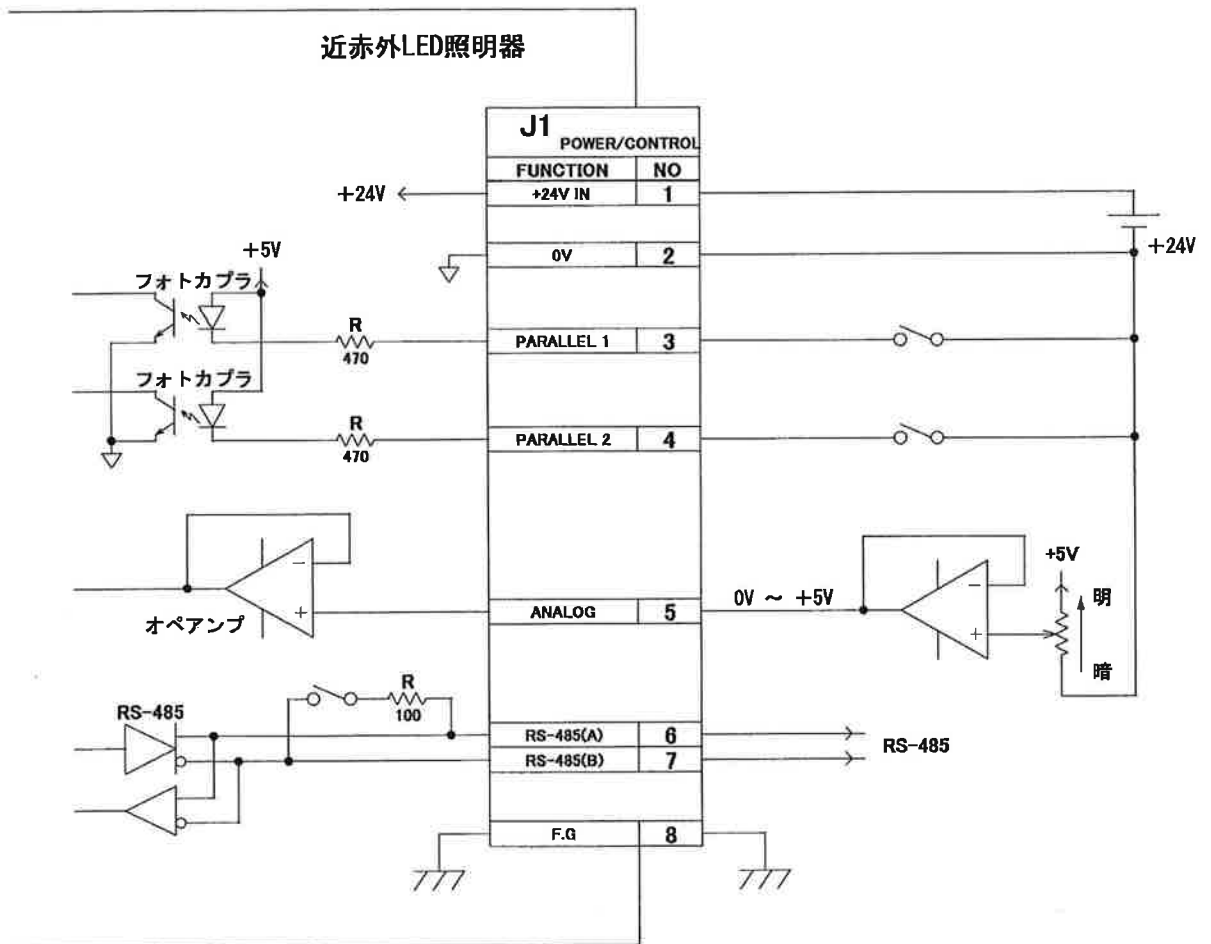 近赤外LED照明器
J1
POWER/CONTROL
FUNCTION NO
+24V +24V IN 1
+24V
0V 2
+5V
フォトカプラ
R
470
PARALLEL 1 3
フォトカプラ
R
470
PARALLEL 2 4
オペアンプ
ANALOG 5
0V ～ +5V
+5V
明
暗
- +
- +
R
100
RS-485
RS-485(A) 6
RS-485(B) 7
RS-485
F.G 8